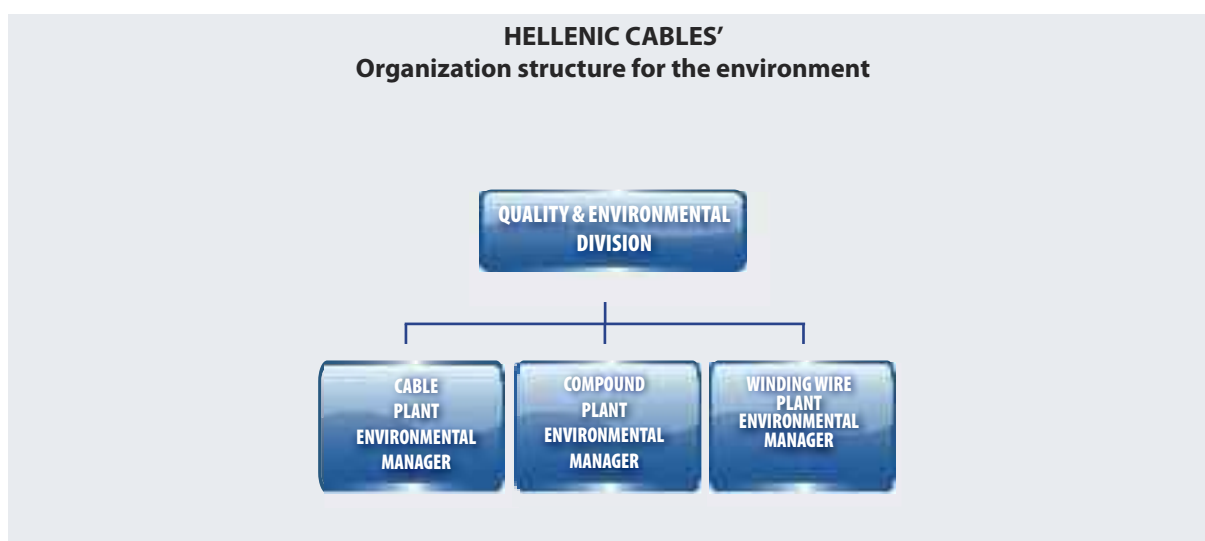 HELLENIC CABLES’
Organization structure for the environment
QUALITY & ENVIRONMENTAL
DIVISION
CABLE
PLANT
ENVIRONMENTAL
MANAGER
COMPOUND
PLANT
ENVIRONMENTAL
MANAGER
WINDING WIRE
PLANT
ENVIRONMENTAL
MANAGER